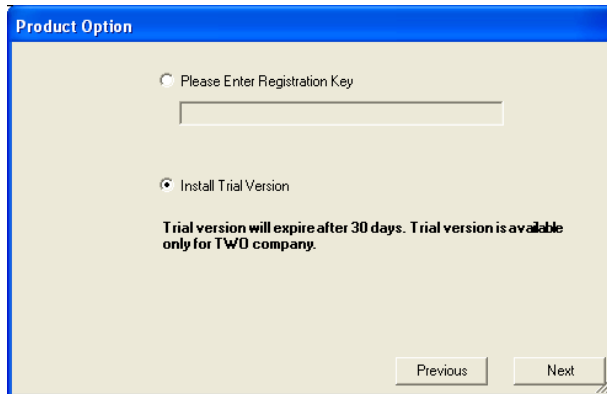 Product Option
Please Enter Registration Key
Install Trial Version
Trial version will expire after 30 days. Trial version is available
only for TWO company.
Previous
Next